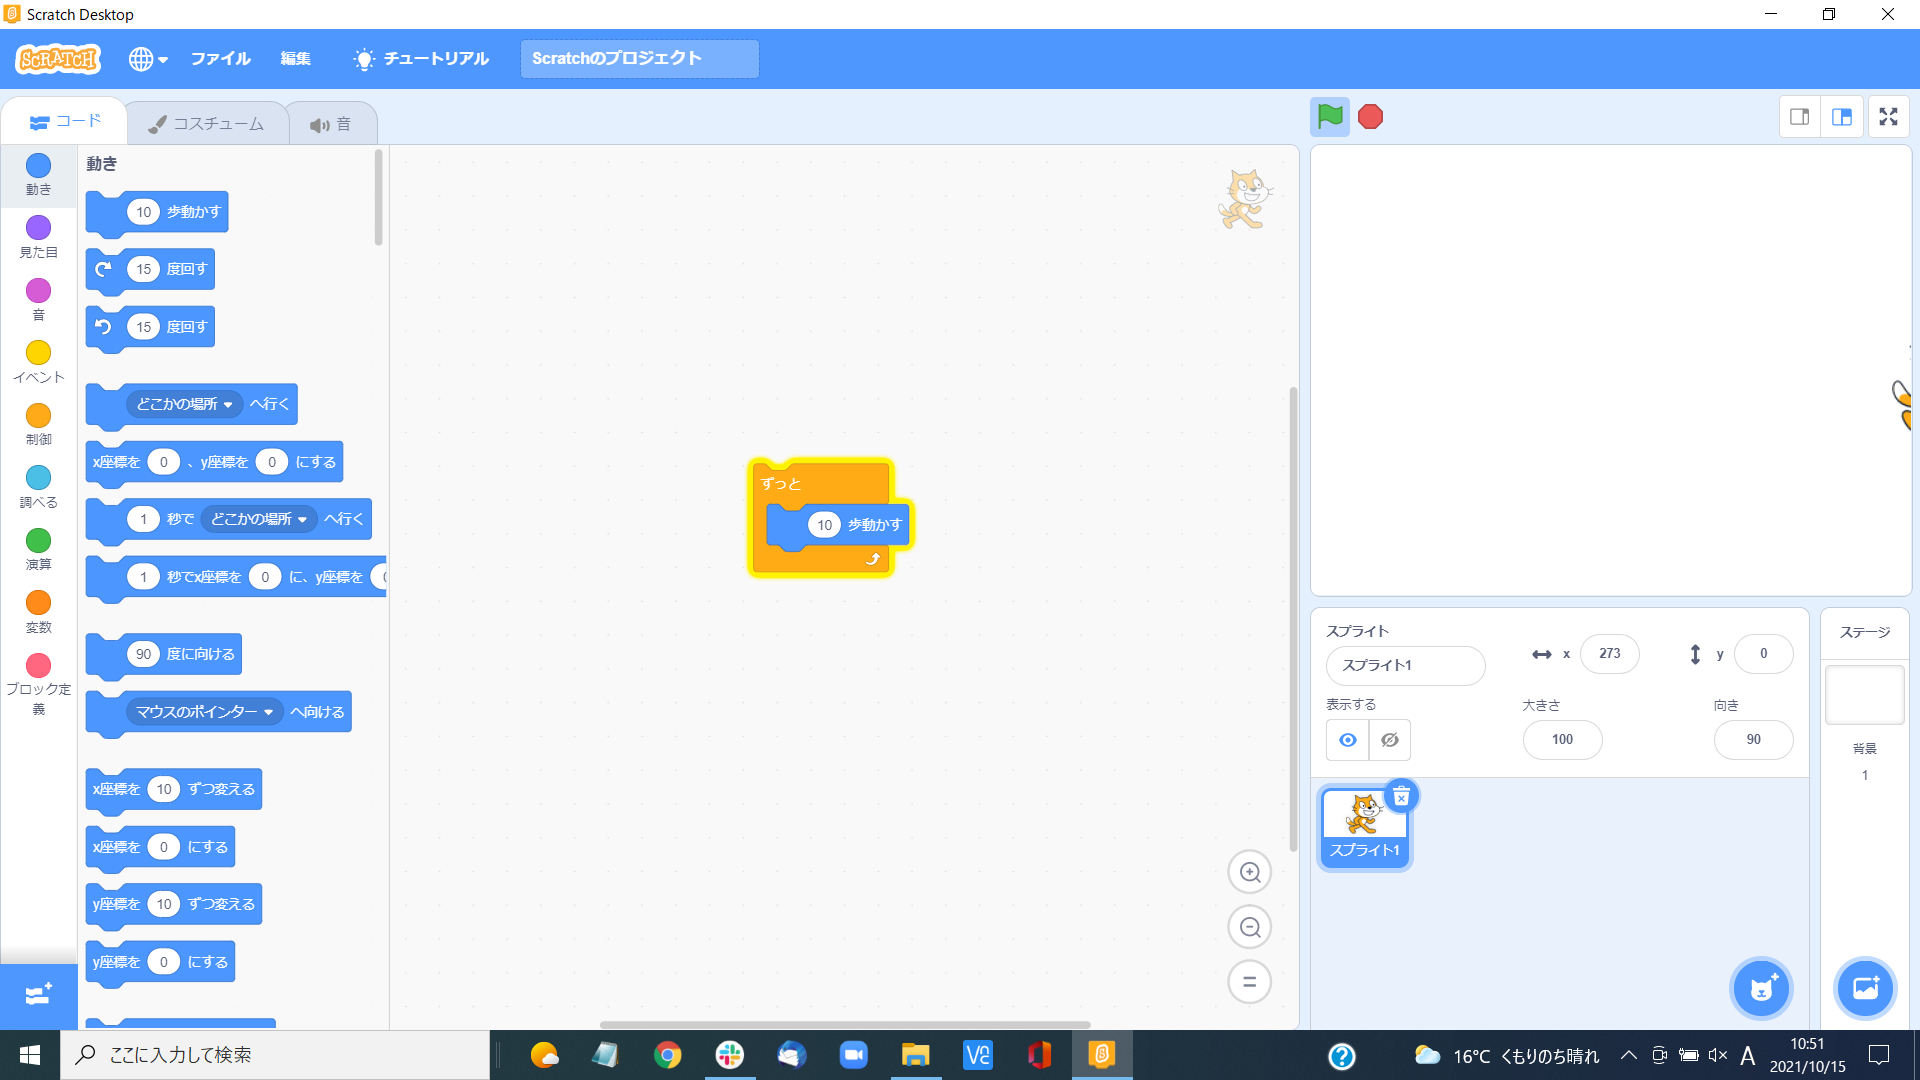 Scratch Desktop
SCRATCH
ファイル
編集
チュートリアル
Scratchのプロジェクト
コード
コスチューム
音
動き
見た目
音
イベント
制御
調べる
演算
変数
ブロック定
義
動き
10 歩動かす
15 度回す
15 度回す
どこかの場所 へ行く
x座標を 0 、y座標を 0 にする
1 秒で どこかの場所 へ行く
1 秒でx座標を 0 に、y座標を
90 度に向ける
マウスのポインター へ向ける
x座標を 10 ずつ変える
x座標を 0 にする
y座標を 10 ずつ変える
y座標を 0 にする
ずっと
10 歩動かす
スプライト
スプライト1
x 273
y 0
表示する
大きさ
100
向き
90
スプライト1
ステージ
背景
1
ここに入力して検索
16°C くもりのち晴れ
A
10:51
2021/10/15